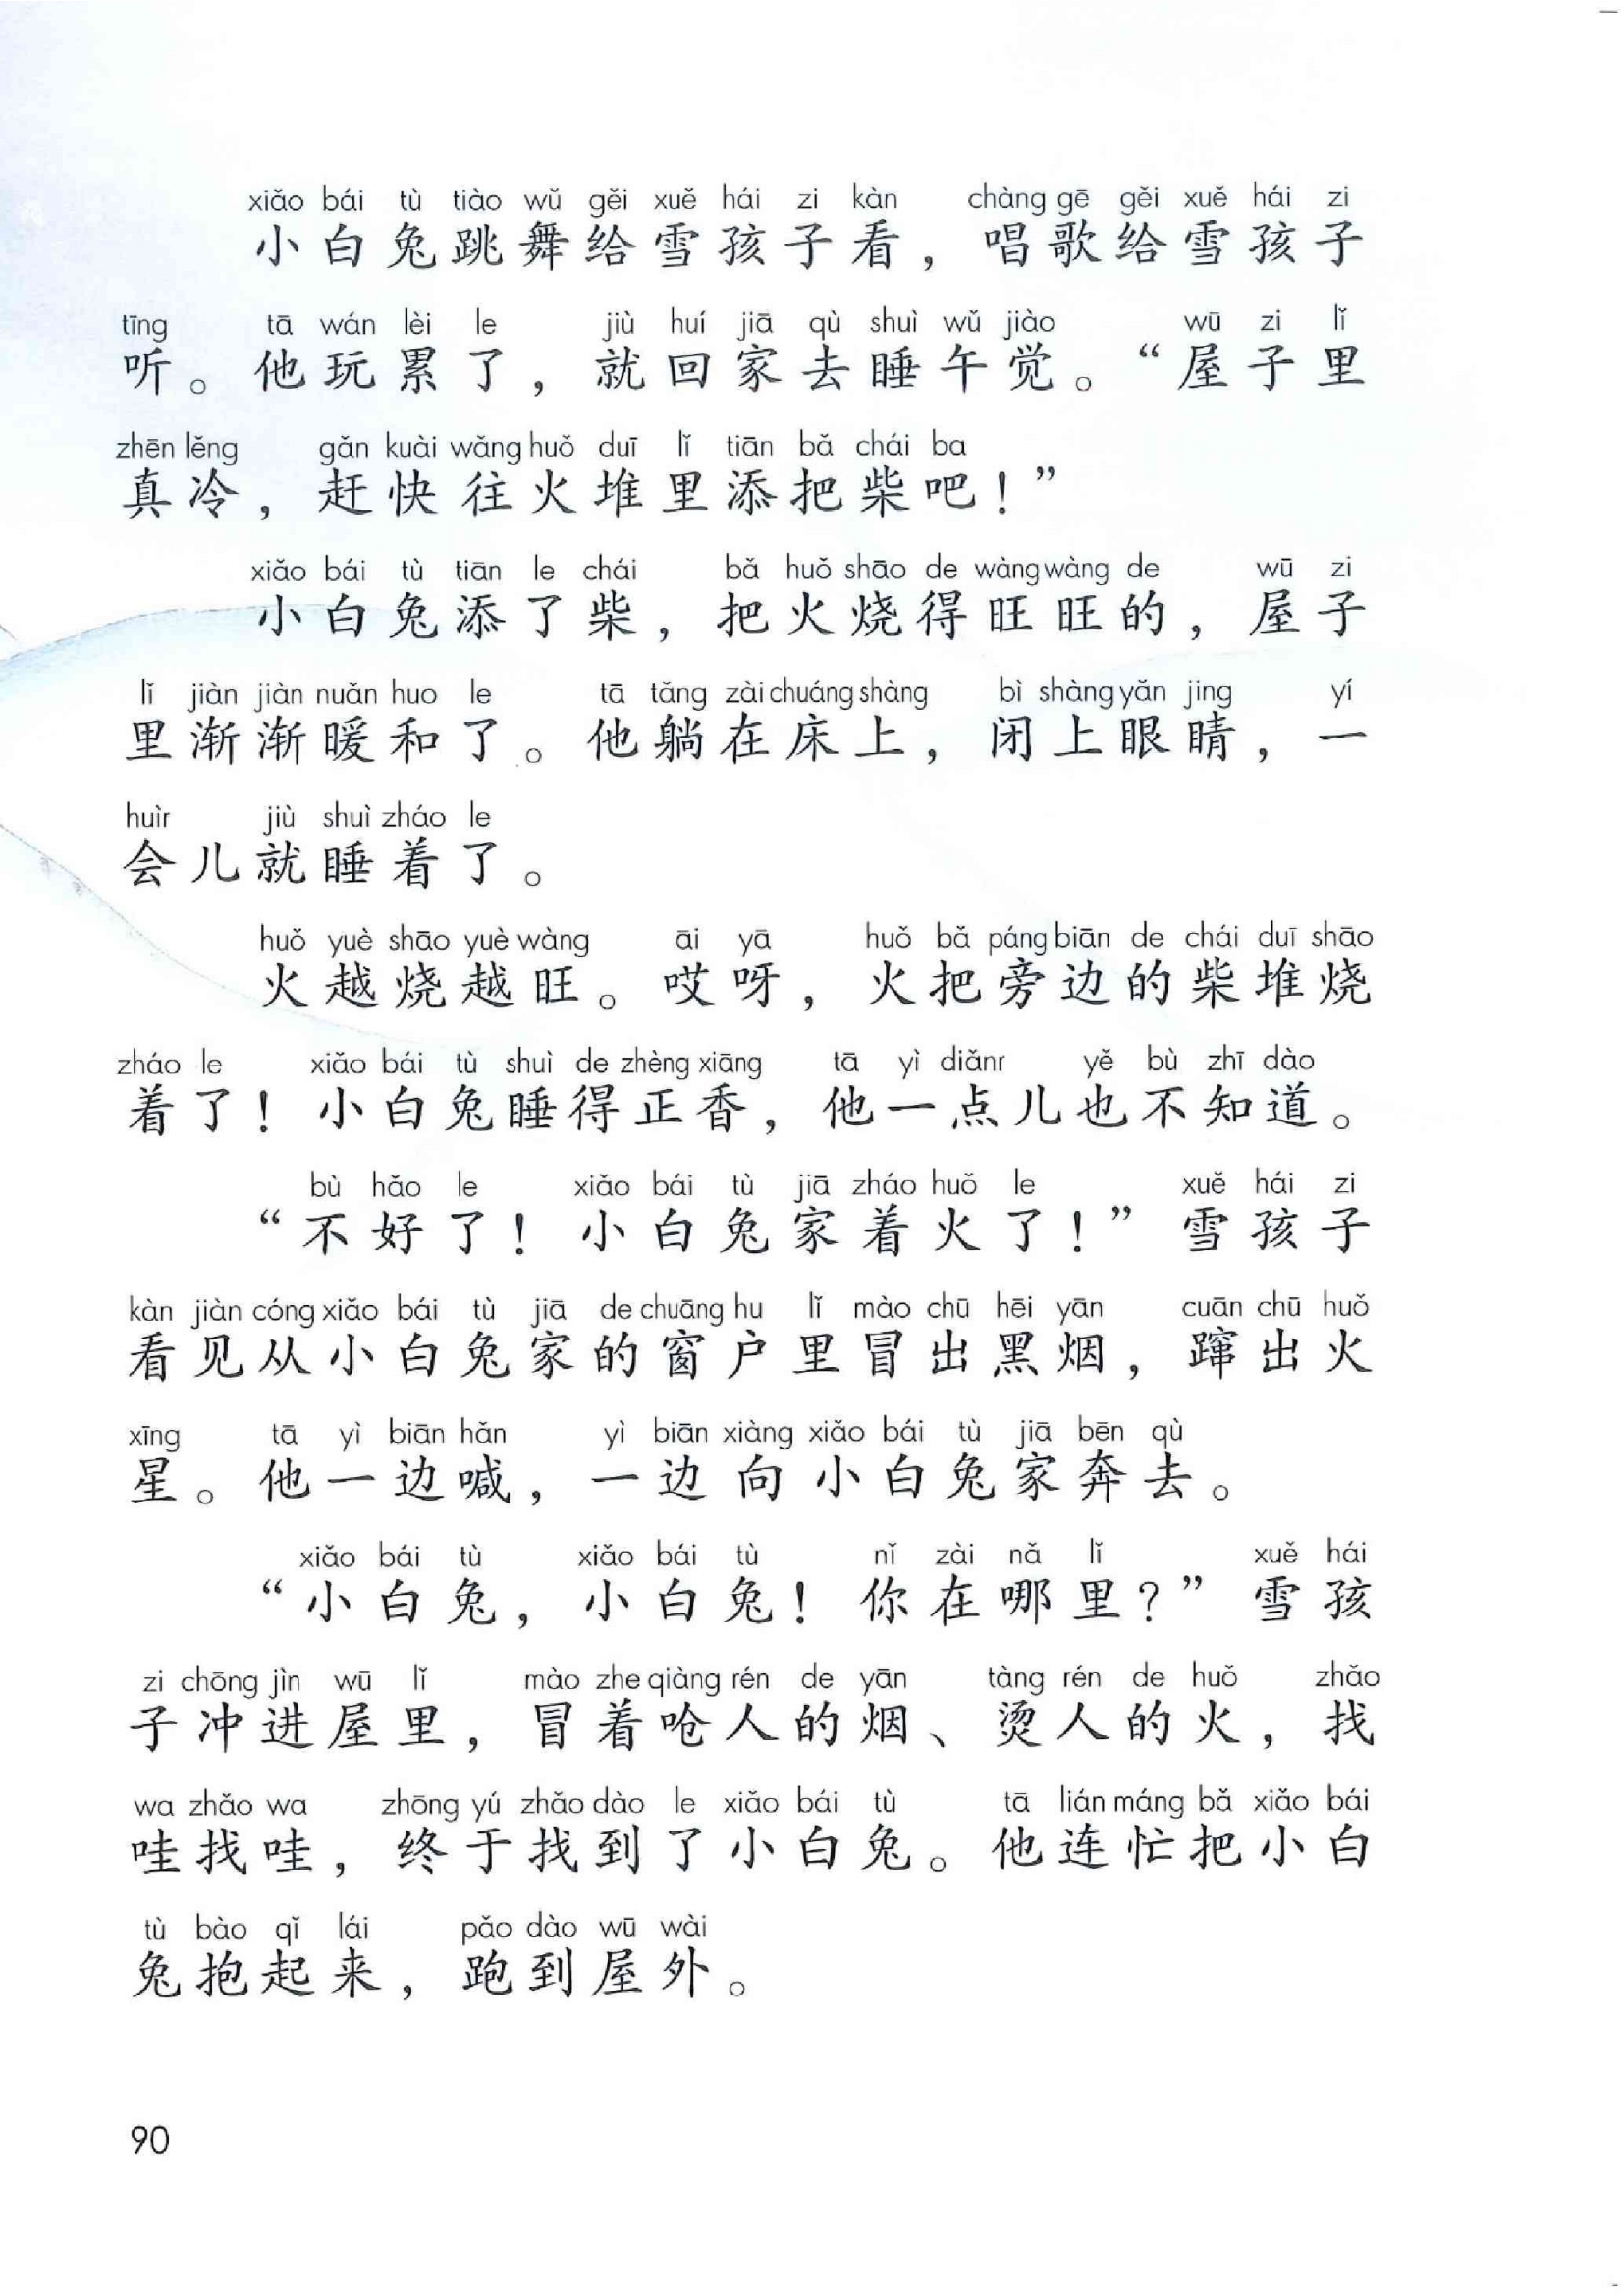 xiǎo bái tù tiào wǔ gěi xuě hái zi kàn chàng gē gěi xuě hái zi
小白兔跳舞给雪孩子看，唱歌给雪孩子
tīng tā wán lèi le jiù huí jiā qù shuì wǔ jiào wū zi lǐ
听。他玩累了，就回家去睡午觉。“屋子里
zhēn lěng gǎn kuài wǎng huǒ duī lǐ tiān bǎ chái ba
真冷，赶快往火堆里添把柴吧！”
xiǎo bái tù tiān le chái bǎ huǒ shāo de wàng wàng de wū zi
小白兔添了柴，把火烧得旺旺的，屋子
lǐ jiàn jiàn nuǎn huo le tā tǎng zài chuáng shàng bì shàng yǎn jing yí
里渐渐暖和了。他躺在床上，闭上眼睛，一
huìr jiù shuì zháo le
会儿就睡着了。
huǒ yuè shāo yuè wàng āi yā huǒ bǎ páng biān de chái duī shāo
火越烧越旺。哎呀，火把旁边的柴堆烧
zháo le xiǎo bái tù shuì de zhèng xiāng tā yì diǎnr yě bù zhī dào
着了！小白兔睡得正香，他一点儿也不知道。
bù hǎo le xiǎo bái tù jiā zháo huǒ le xuě hái zi
“不好了！小白兔家着火了！”雪孩子
kàn jiàn cóng xiǎo bái tù jiā de chuāng hu lǐ mào chū hēi yān cuān chū huǒ
看见从小白兔家的窗户里冒出黑烟，蹿出火
xīng tā yì biān hǎn yì biān xiàng xiǎo bái tù jiā bēn qù
星。他一边喊，一边向小白兔家奔去。
xiǎo bái tù xiǎo bái tù nǐ zài nǎ lǐ xuě hái
“小白兔，小白兔！你在哪里？”雪孩
zi chōng jìn wū lǐ mào zhe qiàng rén de yān tàng rén de huǒ zhǎo
子冲进屋里，冒着呛人的烟、烫人的火，找
wa zhǎo wa zhōng yú zhǎo dào le xiǎo bái tù tā lián máng bǎ xiǎo bái
哇找哇，终于找到了小白兔。他连忙把小白
tù bào qǐ lái pǎo dào wū wài
兔抱起来，跑到屋外。
90